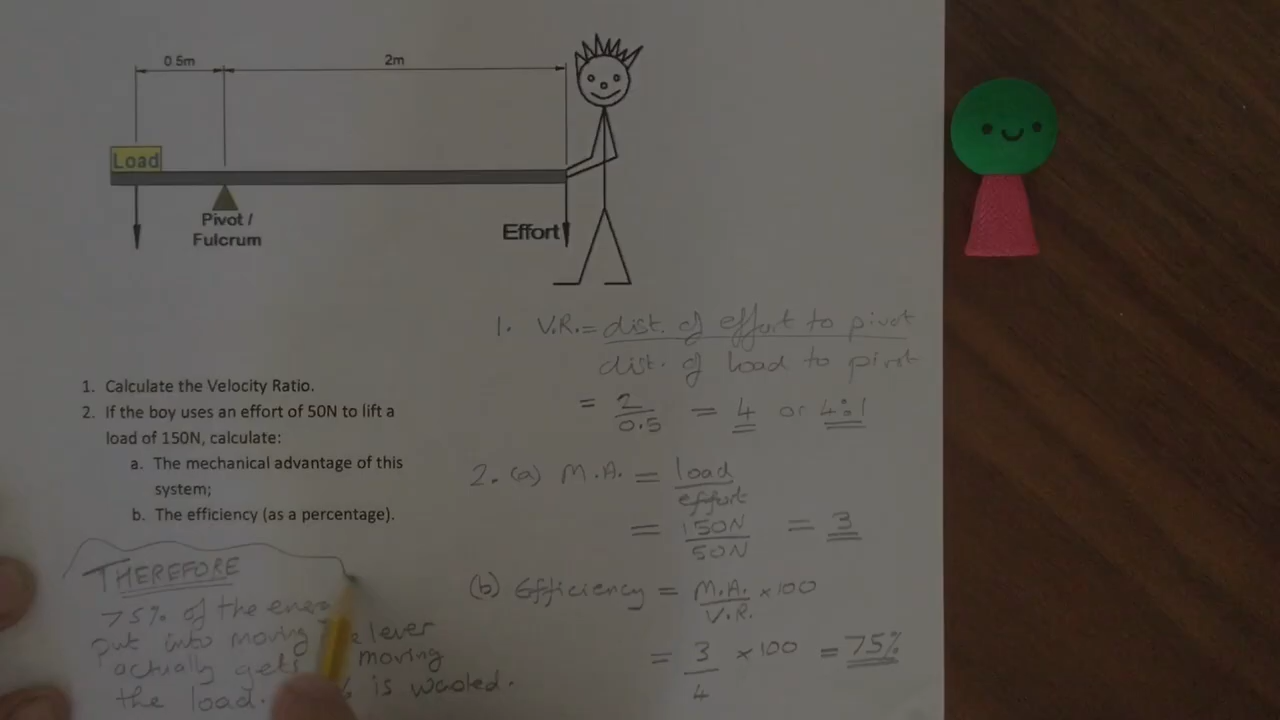 0.5m
2m
Load
Pivot /
Fulcrum
Effort
1. V.R. = dist. of effort to pivot
dist. of load to pivot
= 2 = 4 or 4:1
0.5
1. Calculate the Velocity Ratio.
2. If the boy uses an effort of 50N to lift a
load of 150N, calculate:
a. The mechanical advantage of this
system;
b. The efficiency (as a percentage).
2. (a) M.A. = load
effort
= 150N = 3
50N
(b) Efficiency = M.A. x 100
V.R.
= 3 x 100 = 75%
4
THEREFORE
75% of the
put into moving lever
actually gets moving
the load. % is wasted.